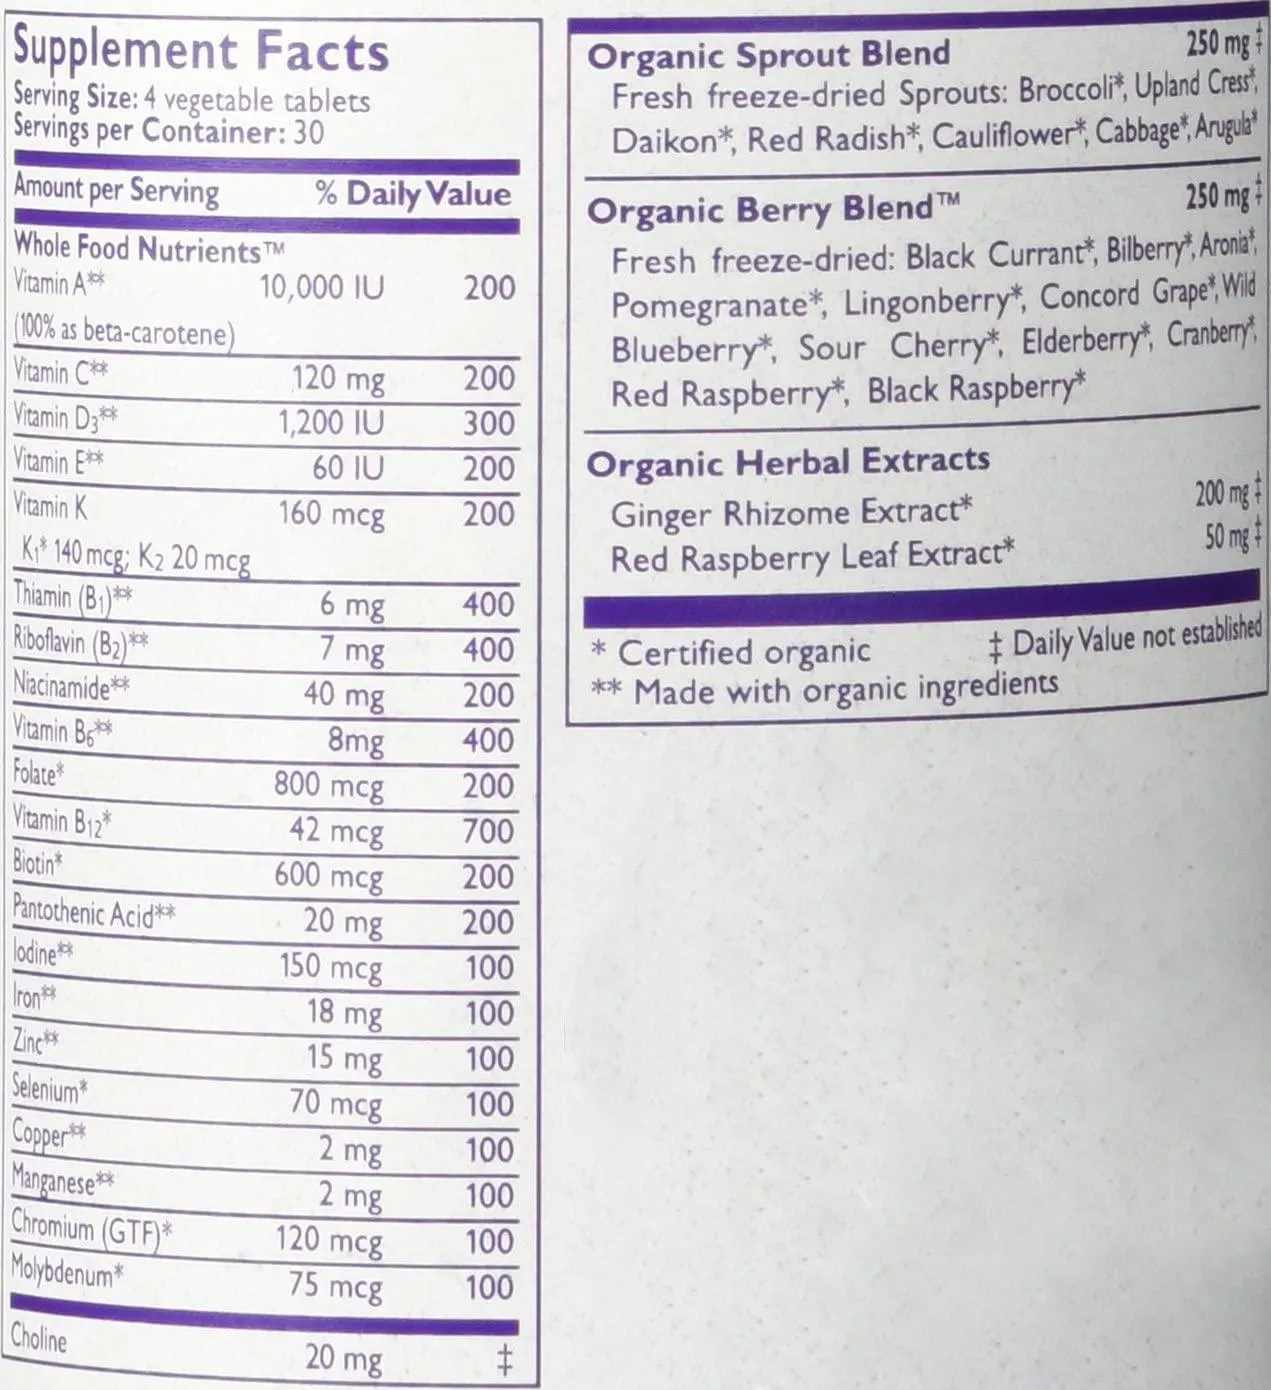 Supplement Facts
Serving Size: 4 vegetable tablets
Servings per Container: 30
Amount per Serving % Daily Value
Whole Food Nutrients™
Vitamin A** 10,000 IU 200
(100% as beta-carotene)
Vitamin C** 120 mg 200
Vitamin D₃** 1,200 IU 300
Vitamin E** 60 IU 200
Vitamin K 160 mcg 200
K₁* 140 mcg; K₂ 20 mcg
Thiamin (B₁)** 6 mg 400
Riboflavin (B₂)** 7 mg 400
Niacinamide** 40 mg 200
Vitamin B₆** 8mg 400
Folate* 800 mcg 200
Vitamin B₁₂* 42 mcg 700
Biotin* 600 mcg 200
Pantothenic Acid** 20 mg 200
Iodine** 150 mcg 100
Iron** 18 mg 100
Zinc** 15 mg 100
Selenium* 70 mcg 100
Copper** 2 mg 100
Manganese** 2 mg 100
Chromium (GTF)* 120 mcg 100
Molybdenum* 75 mcg 100
Choline 20 mg ‡
Organic Sprout Blend 250 mg ‡
Fresh freeze-dried Sprouts: Broccoli*, Upland Cress*,
Daikon*, Red Radish*, Cauliflower*, Cabbage*, Arugula*
Organic Berry Blend™ 250 mg ‡
Fresh freeze-dried: Black Currant*, Bilberry*, Aronia*,
Pomegranate*, Lingonberry*, Concord Grape*, Wild
Blueberry*, Sour Cherry*, Elderberry*, Cranberry*,
Red Raspberry*, Black Raspberry*
Organic Herbal Extracts
Ginger Rhizome Extract* 200 mg ‡
Red Raspberry Leaf Extract* 50 mg ‡
* Certified organic ‡ Daily Value not established
** Made with organic ingredients